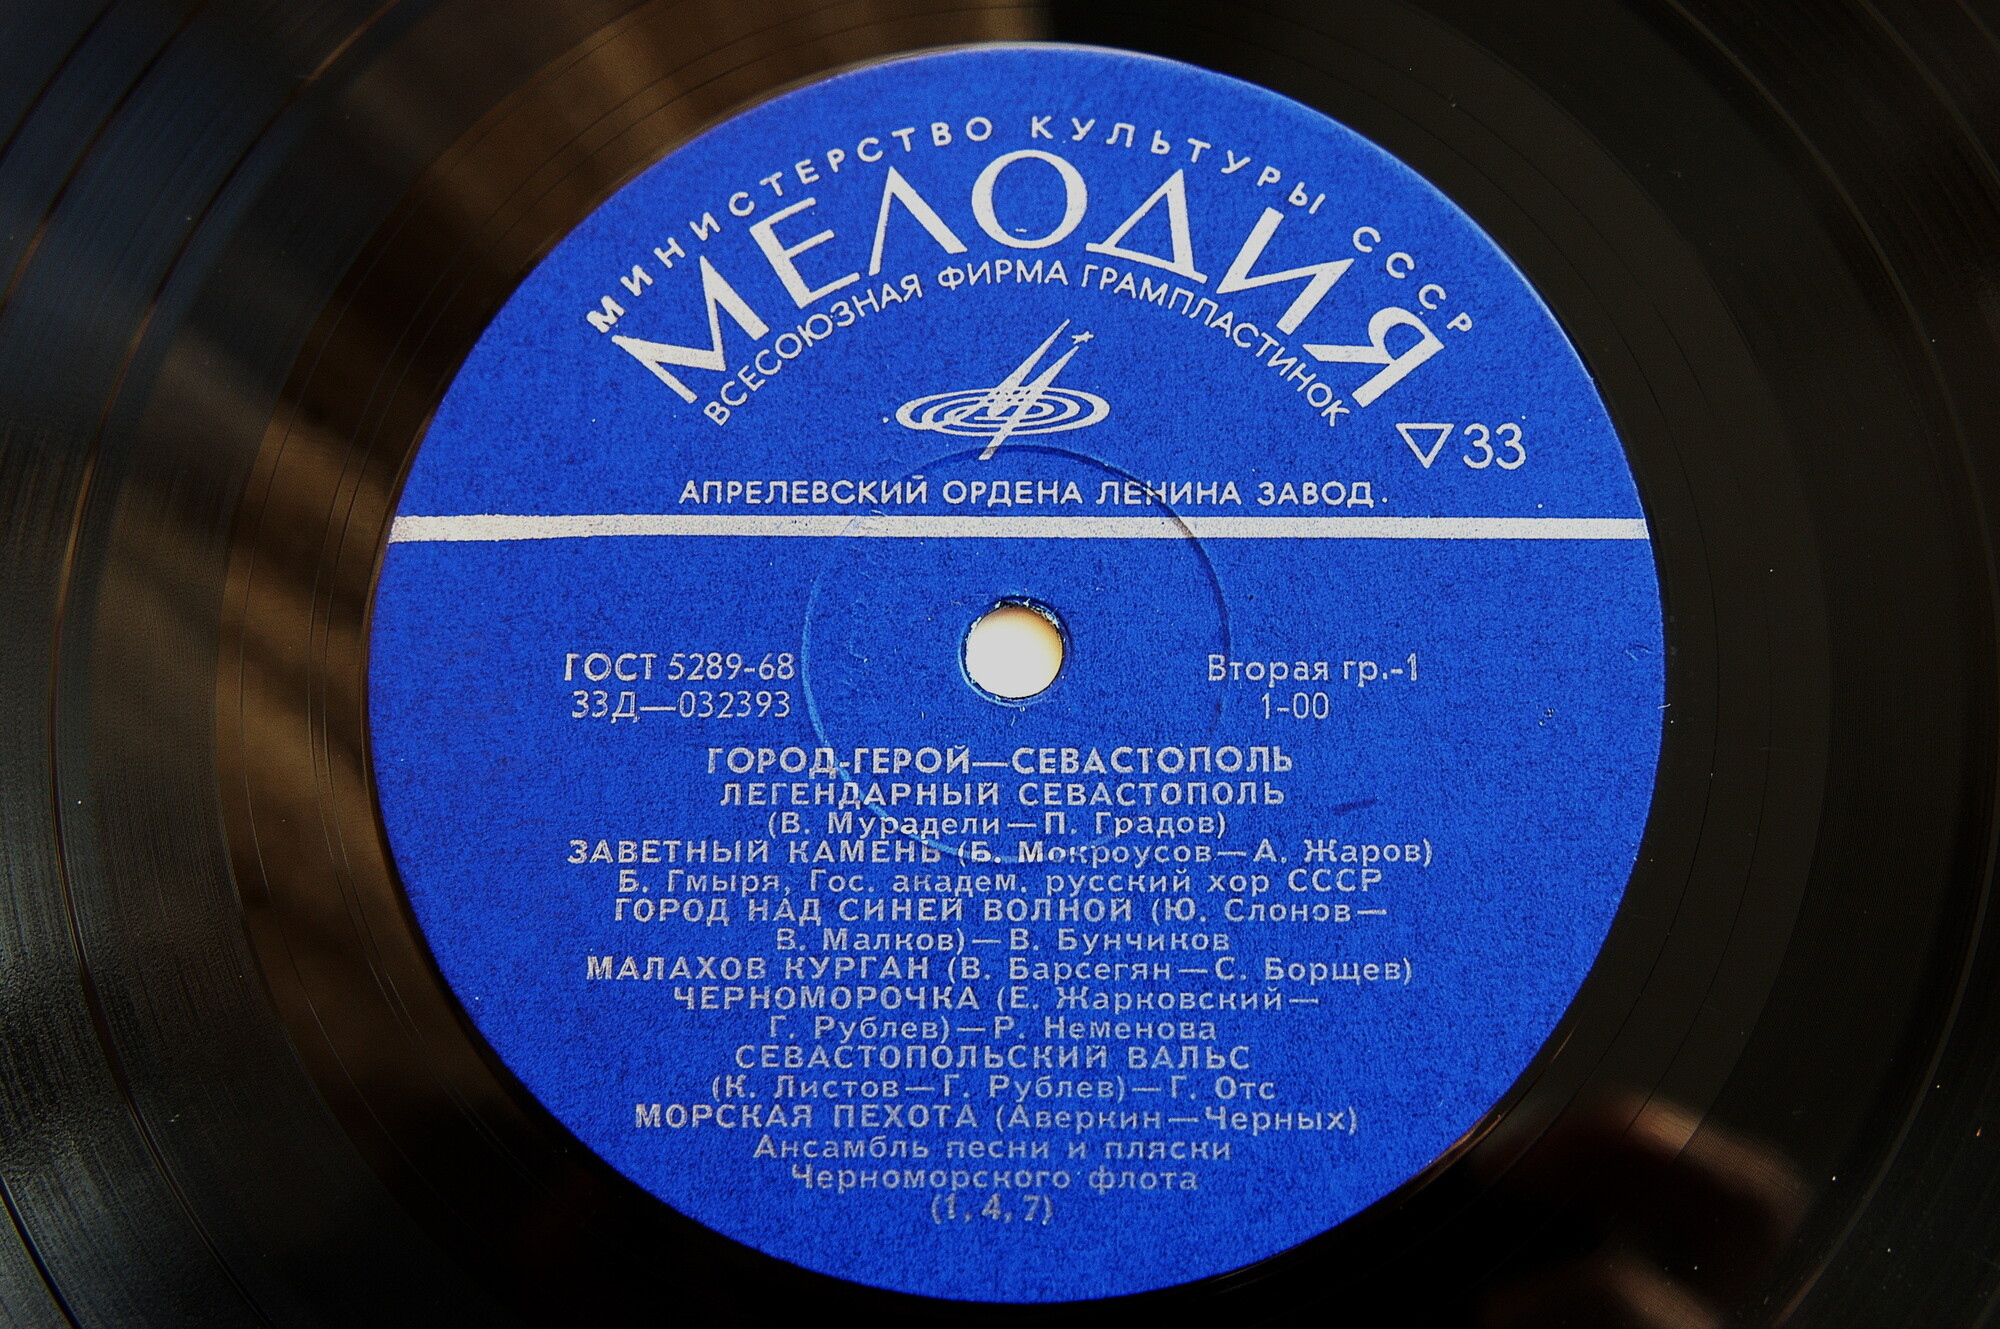 МИНИСТЕРСТВО КУЛЬТУРЫ СССР
МЕЛОДИЯ
ВСЕСОЮЗНАЯ ФИРМА ГРАМПЛАСТИНОК
▽33
АПРЕЛЕВСКИЙ ОРДЕНА ЛЕНИНА ЗАВОД.
ГОСТ 5289-68
33Д—032393
Вторая гр.-1
1-00
ГОРОД-ГЕРОЙ—СЕВАСТОПОЛЬ
ЛЕГЕНДАРНЫЙ СЕВАСТОПОЛЬ
(В. Мурадели—П. Градов)
ЗАВЕТНЫЙ КАМЕНЬ (Б. Мокроусов—А. Жаров)
Б. Гмыря, Гос. академ. русский хор СССР
ГОРОД НАД СИНЕЙ ВОЛНОЙ (Ю. Слонов—
В. Малков)—В. Бунчиков
МАЛАХОВ КУРГАН (В. Барсегян—С. Борщев)
ЧЕРНОМОРОЧКА (Е. Жарковский—
Г. Рублев)—Р. Неменова
СЕВАСТОПОЛЬСКИЙ ВАЛЬС
(К. Листов—Г. Рублев)—Г. Отс
МОРСКАЯ ПЕХОТА (Аверкин—Черных)
Ансамбль песни и пляски
Черноморского флота
(1, 4, 7)